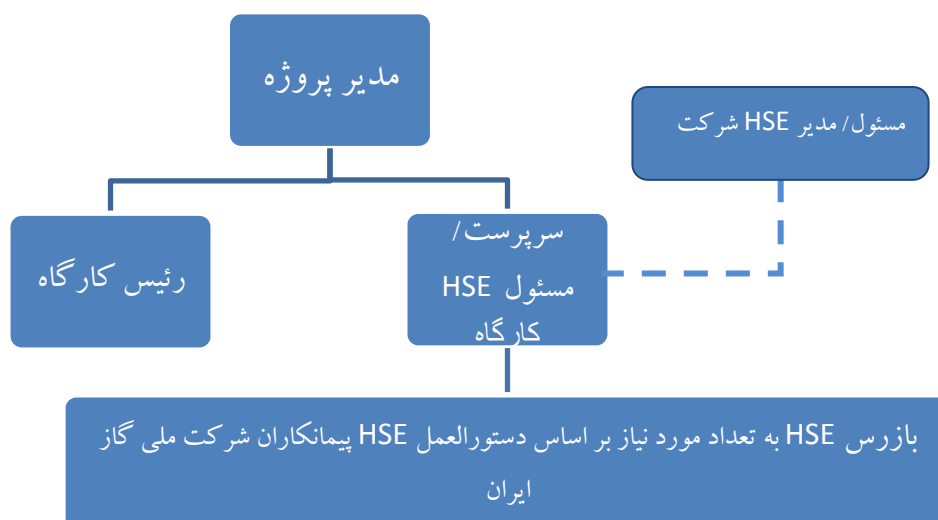 مدیر پروژه
مسئول/ مدیر HSE شرکت
سرپرست/
مسئول HSE
کارگاه
رئیس کارگاه
بازرس HSE به تعداد مورد نیاز بر اساس دستورالعمل HSE پیمانکاران شرکت ملی گاز
ایران